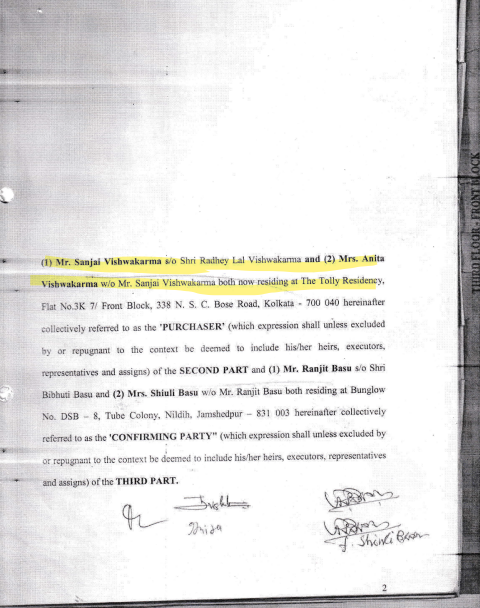 (1) Mr. Sanjai Vishwakarma s/o Shri Radhey Lal Vishwakarma and (2) Mrs. Anita
Vishwakarma w/o Mr. Sanjai Vishwakarma both now residing at The Tolly Residency,
Flat No.3K 7/ Front Block, 338 N. S. C. Bose Road, Kolkata - 700 040 hereinafter
collectively referred to as the 'PURCHASER' (which expression shall unless excluded
by or repugnant to the context be deemed to include his/her heirs, executors,
representatives and assigns) of the SECOND PART and (1) Mr. Ranjit Basu s/o Shri
Bibhuti Basu and (2) Mrs. Shiuli Basu w/o Mr. Ranjit Basu both residing at Bunglow
No. DSB – 8, Tube Colony, Nildih, Jamshedpur – 831 003 hereinafter collectively
referred to as the 'CONFIRMING PARTY" (which expression shall unless excluded by
or repugnant to the context be deemed to include his/her heirs, executors, representatives
and assigns) of the THIRD PART.
Shiuli Basu
2
THIRD FLOOR - FRONT BLOCK